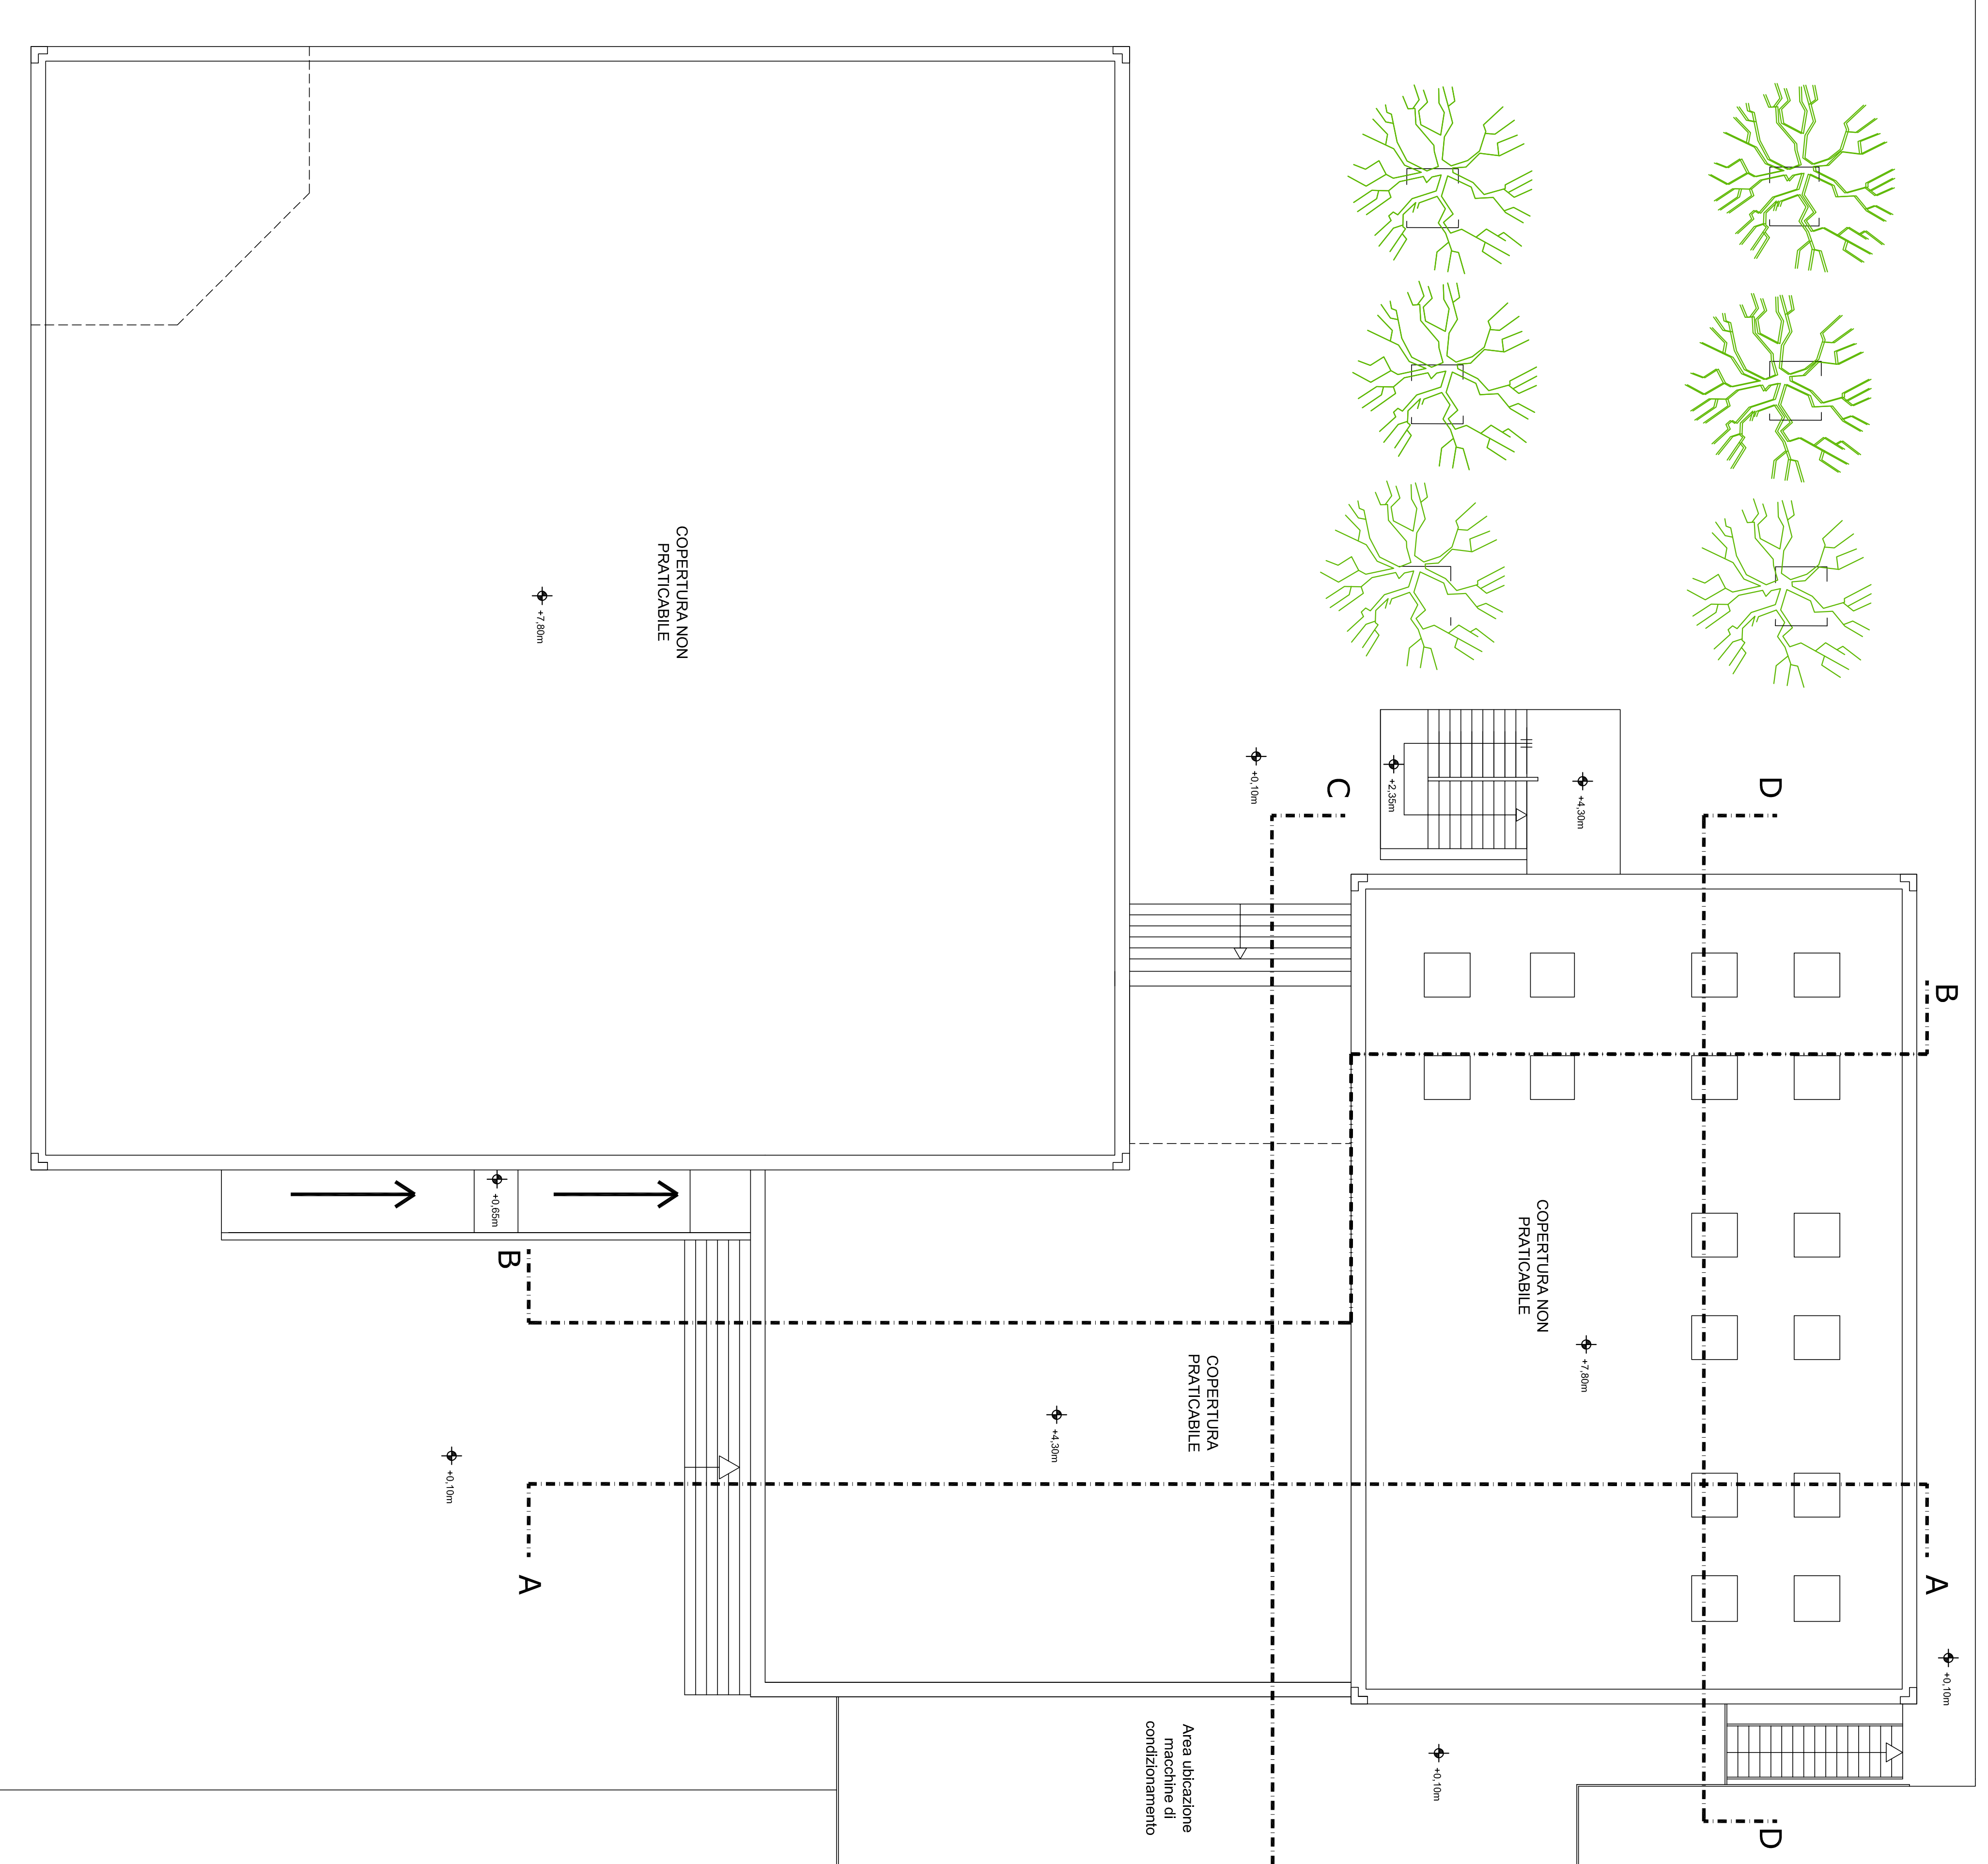 COPERTURA NON
PRATICABILE
+7,80m
+0,10m
C
+2,35m
+4,30m
D
B
+0,65m
B
COPERTURA NON
PRATICABILE
+7,80m
COPERTURA
PRATICABILE
+4,30m
+0,10m
A
A
+0,10m
Area ubicazione
macchine di
condizionamento
+0,10m
D